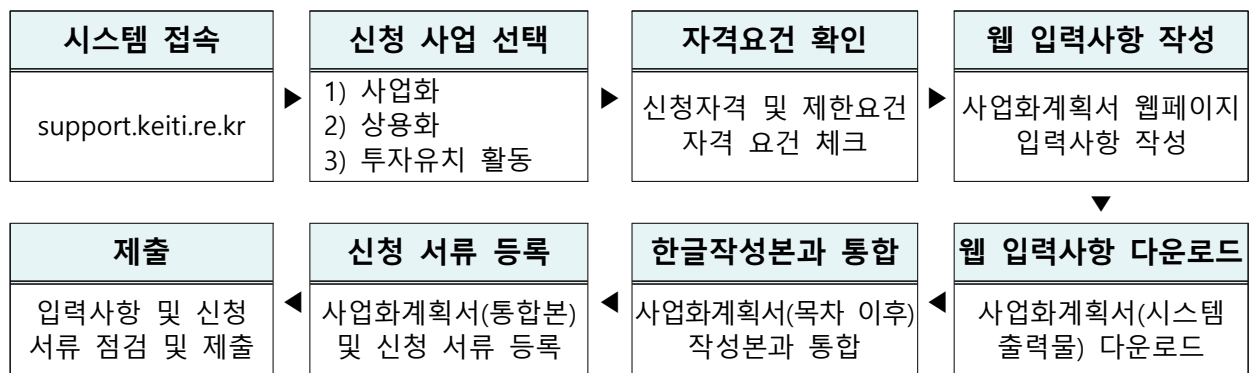 시스템 접속
support.keiti.re.kr
▶
신청 사업 선택
1) 사업화
2) 상용화
3) 투자유치 활동
▶
자격요건 확인
신청자격 및 제한요건
자격 요건 체크
▶
웹 입력사항 작성
사업화계획서 웹페이지
입력사항 작성
▼
웹 입력사항 다운로드
사업화계획서(시스템
출력물) 다운로드
◀
한글작성본과 통합
사업화계획서(목차 이후)
작성본과 통합
◀
신청 서류 등록
사업화계획서(통합본)
및 신청 서류 등록
◀
제출
입력사항 및 신청
서류 점검 및 제출